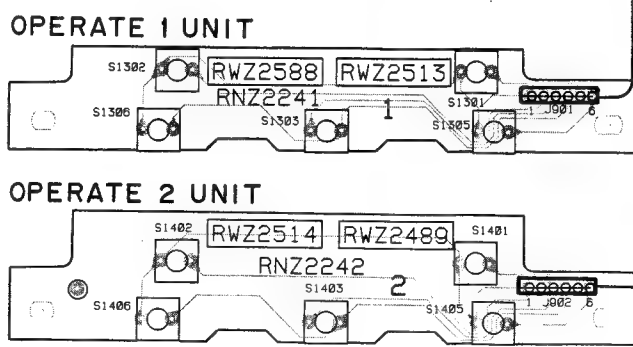 OPERATE 1 UNIT
S1302 RWZ2588 RWZ2513
RNZ2241 S1301
S1306 S1303 1 S1305 1 J901 6
OPERATE 2 UNIT
S1402 RWZ2514 RWZ2489 S1401
RNZ2242
S1406 S1403 2 S1405 1 J902 6